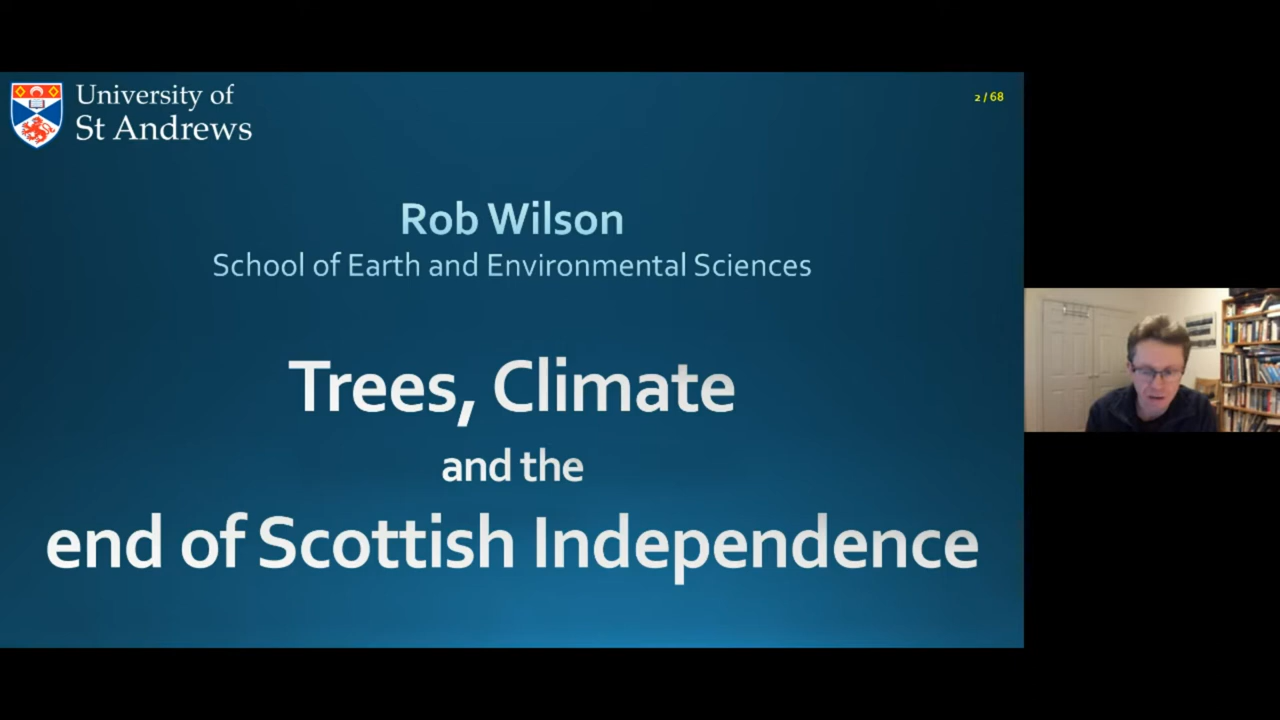 University of
St Andrews
2 / 68
Rob Wilson
School of Earth and Environmental Sciences
Trees, Climate
and the
end of Scottish Independence